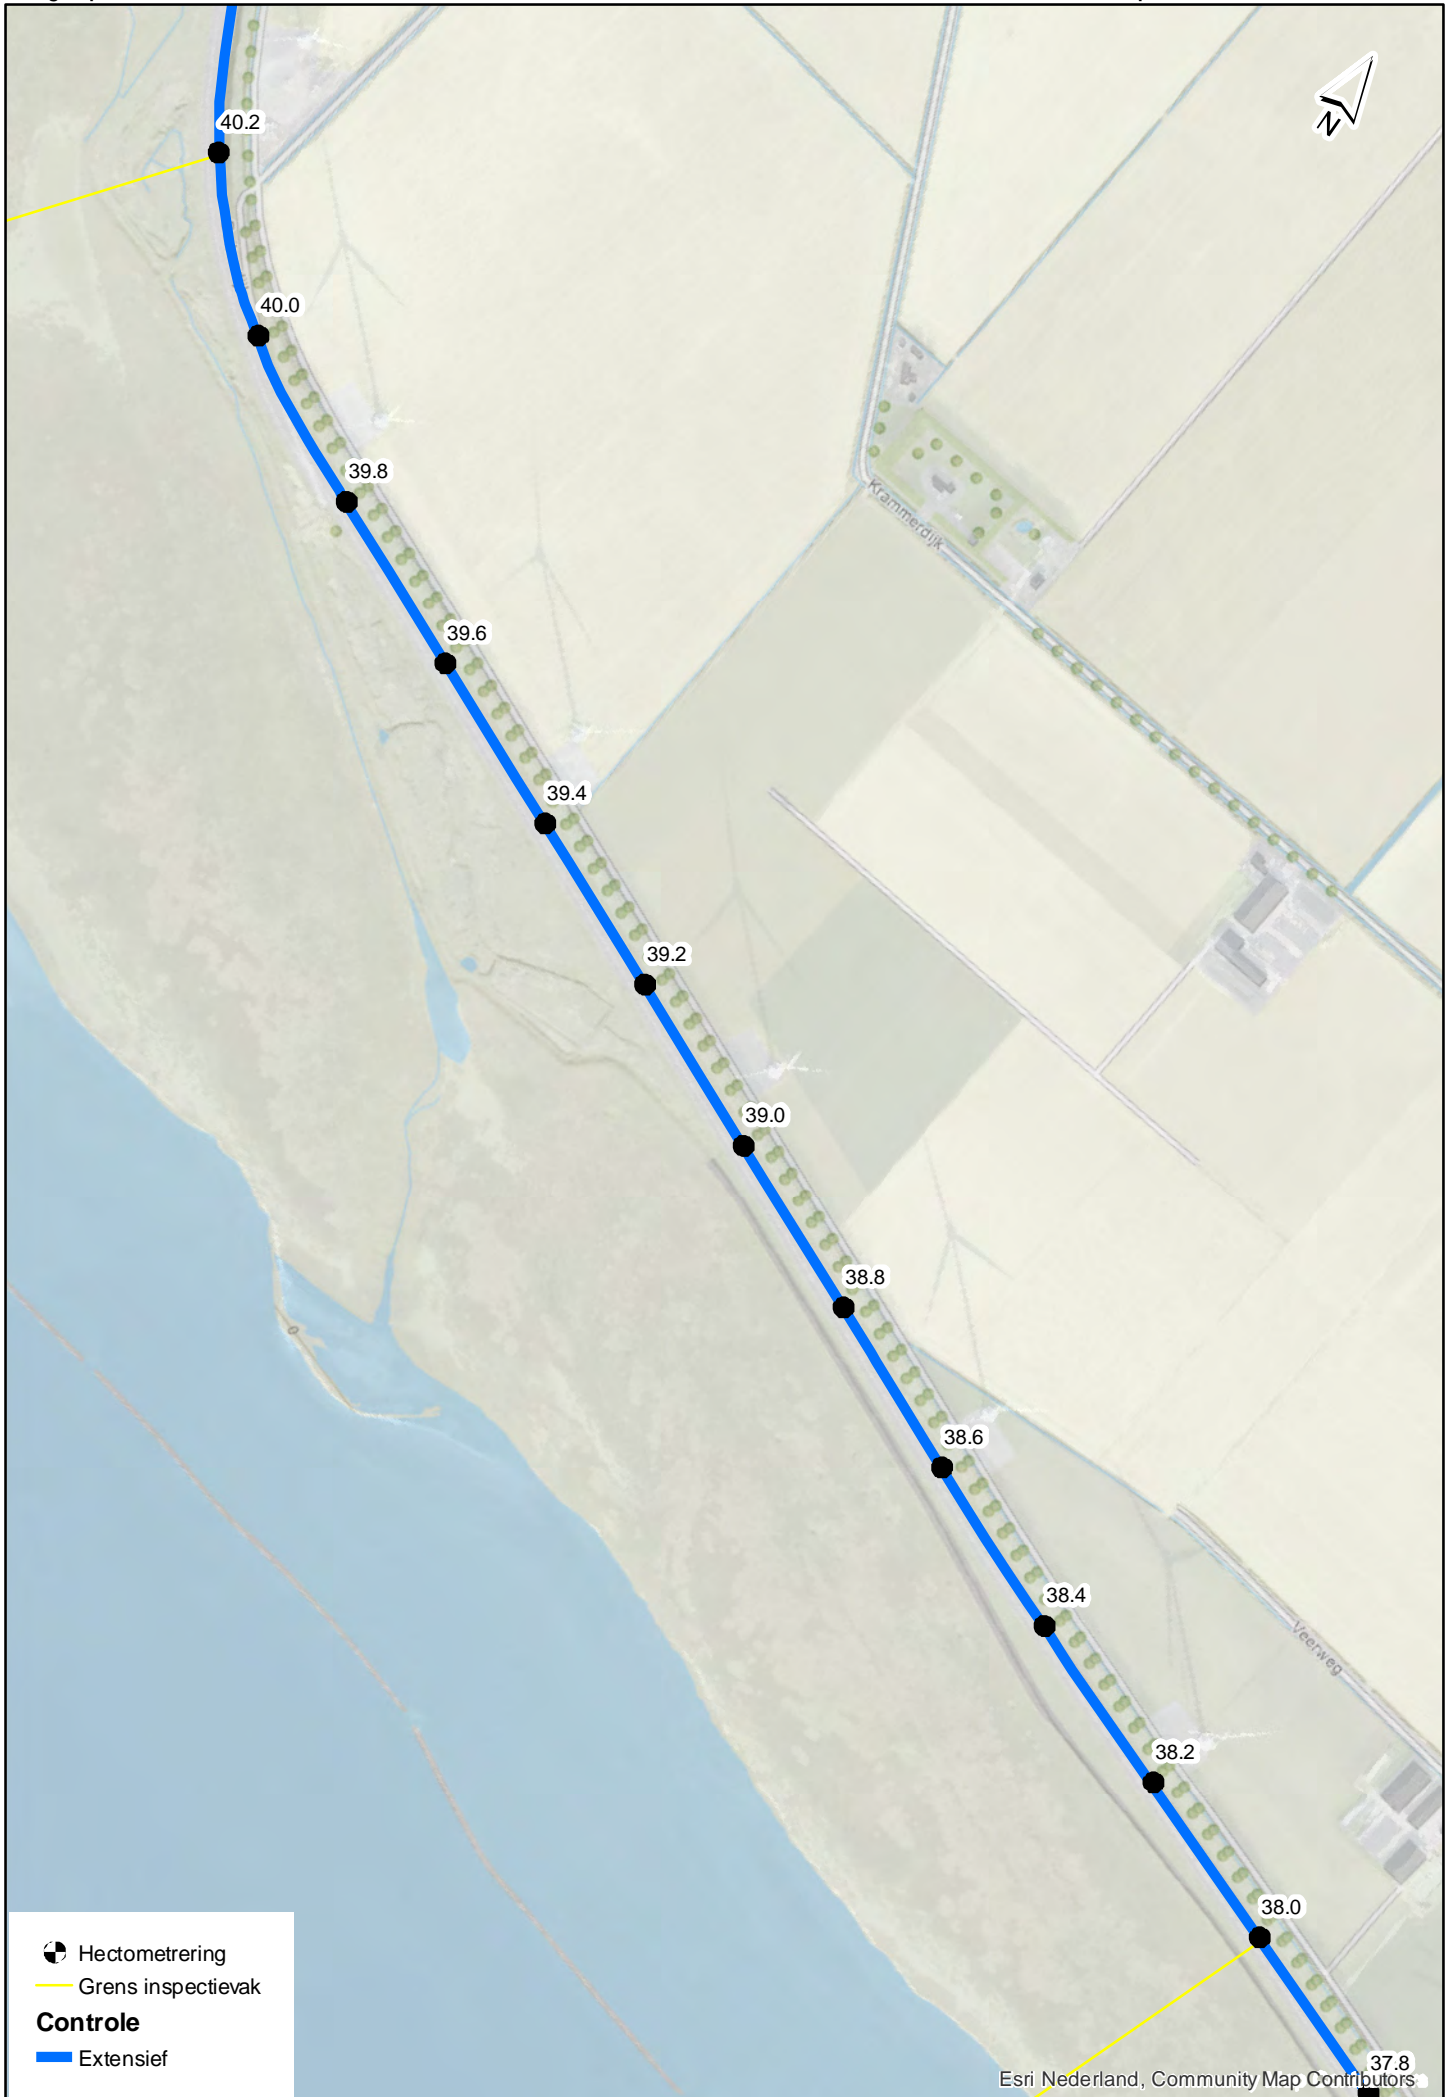 N
40.2
40.0
39.8
Krammerdijk
39.6
39.4
39.2
39.0
38.8
38.6
38.4
Veerweg
38.2
38.0
37.8
Hectometrering
Grens inspectievak
Controle
Extensief
Esri Nederland, Community Map Contributors